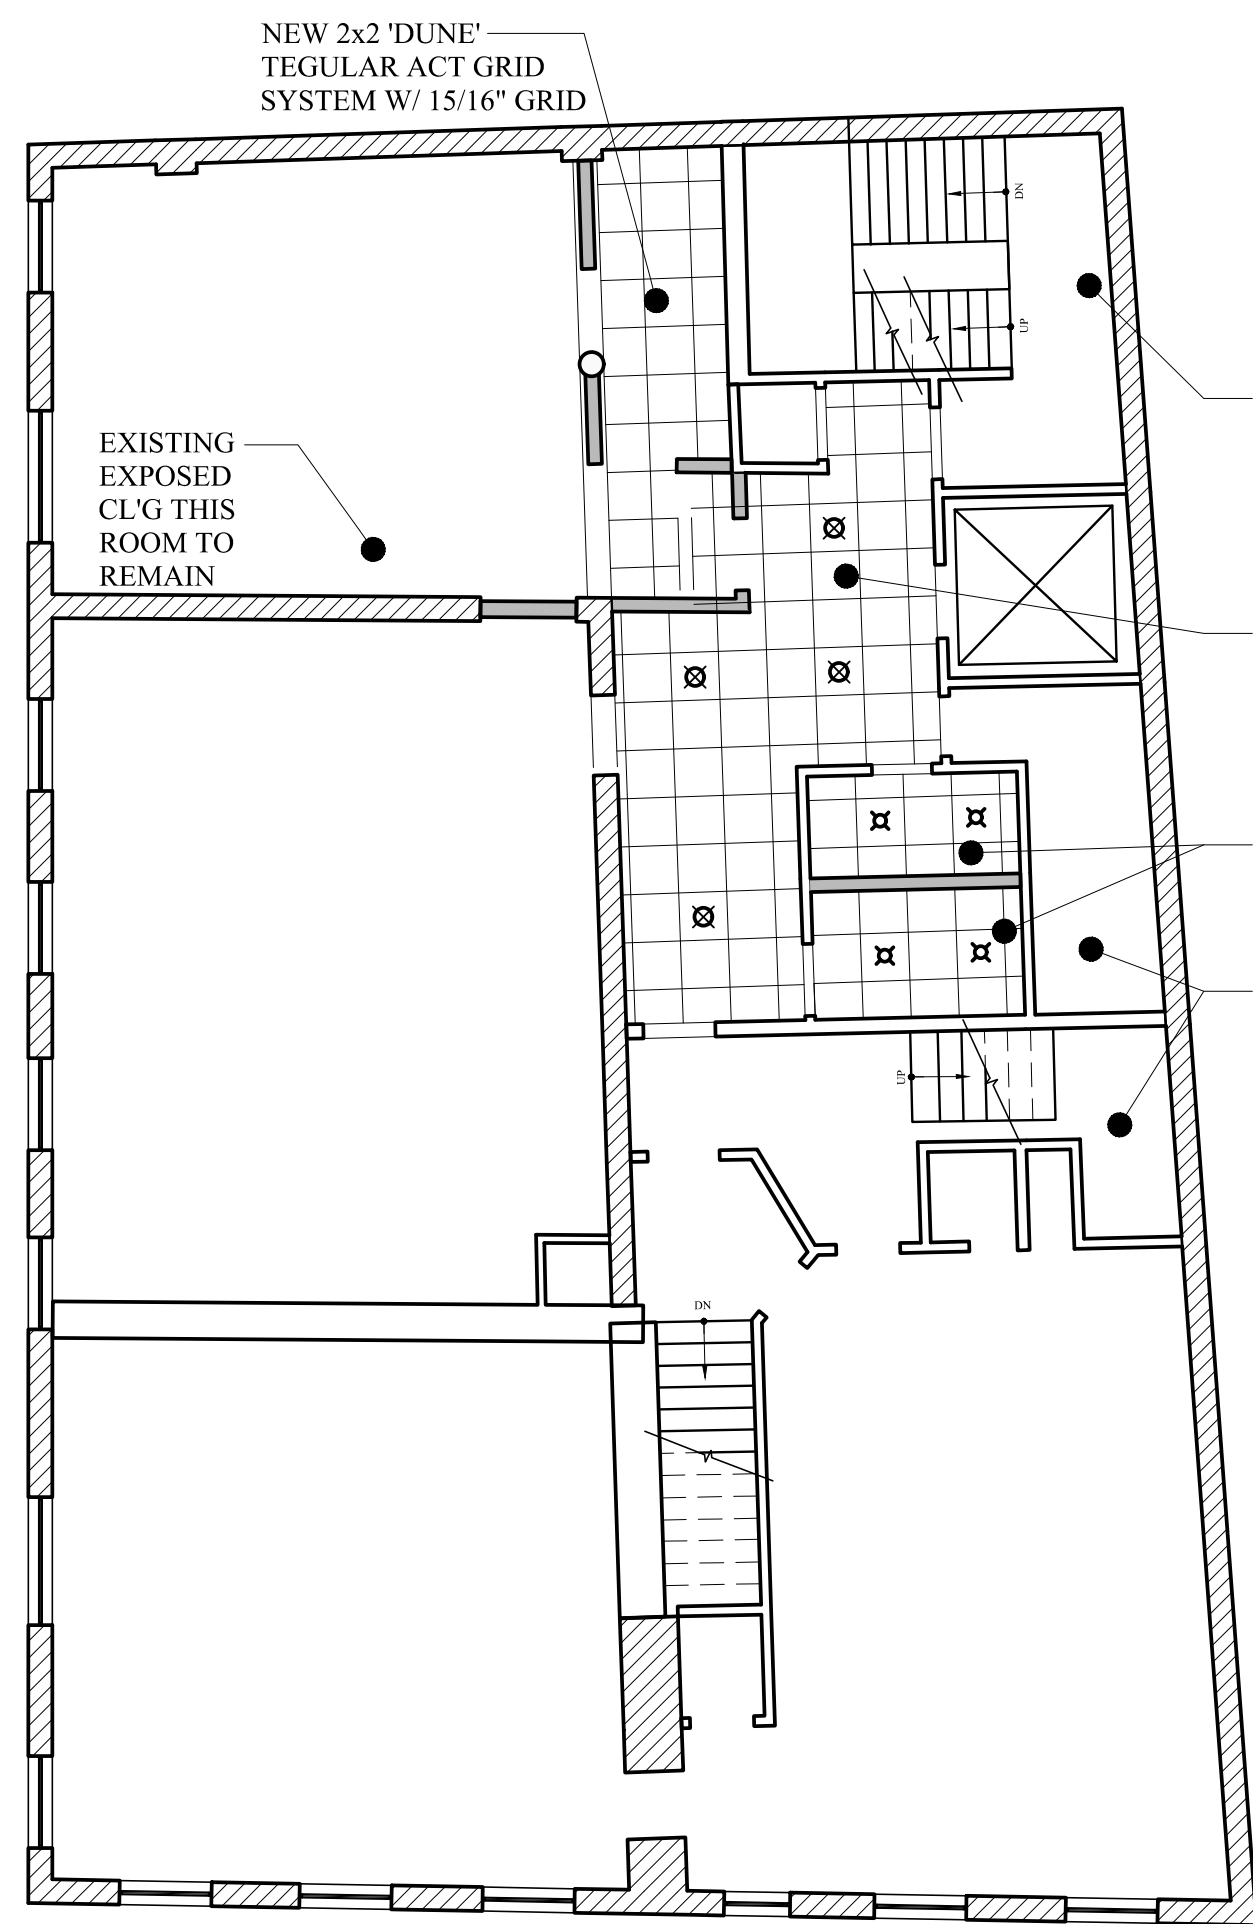 NEW 2x2 'DUNE'
TEGULAR ACT GRID
SYSTEM W/ 15/16" GRID
DN
UP
EXISTING
EXPOSED
CL'G THIS
ROOM TO
REMAIN
UP
DN